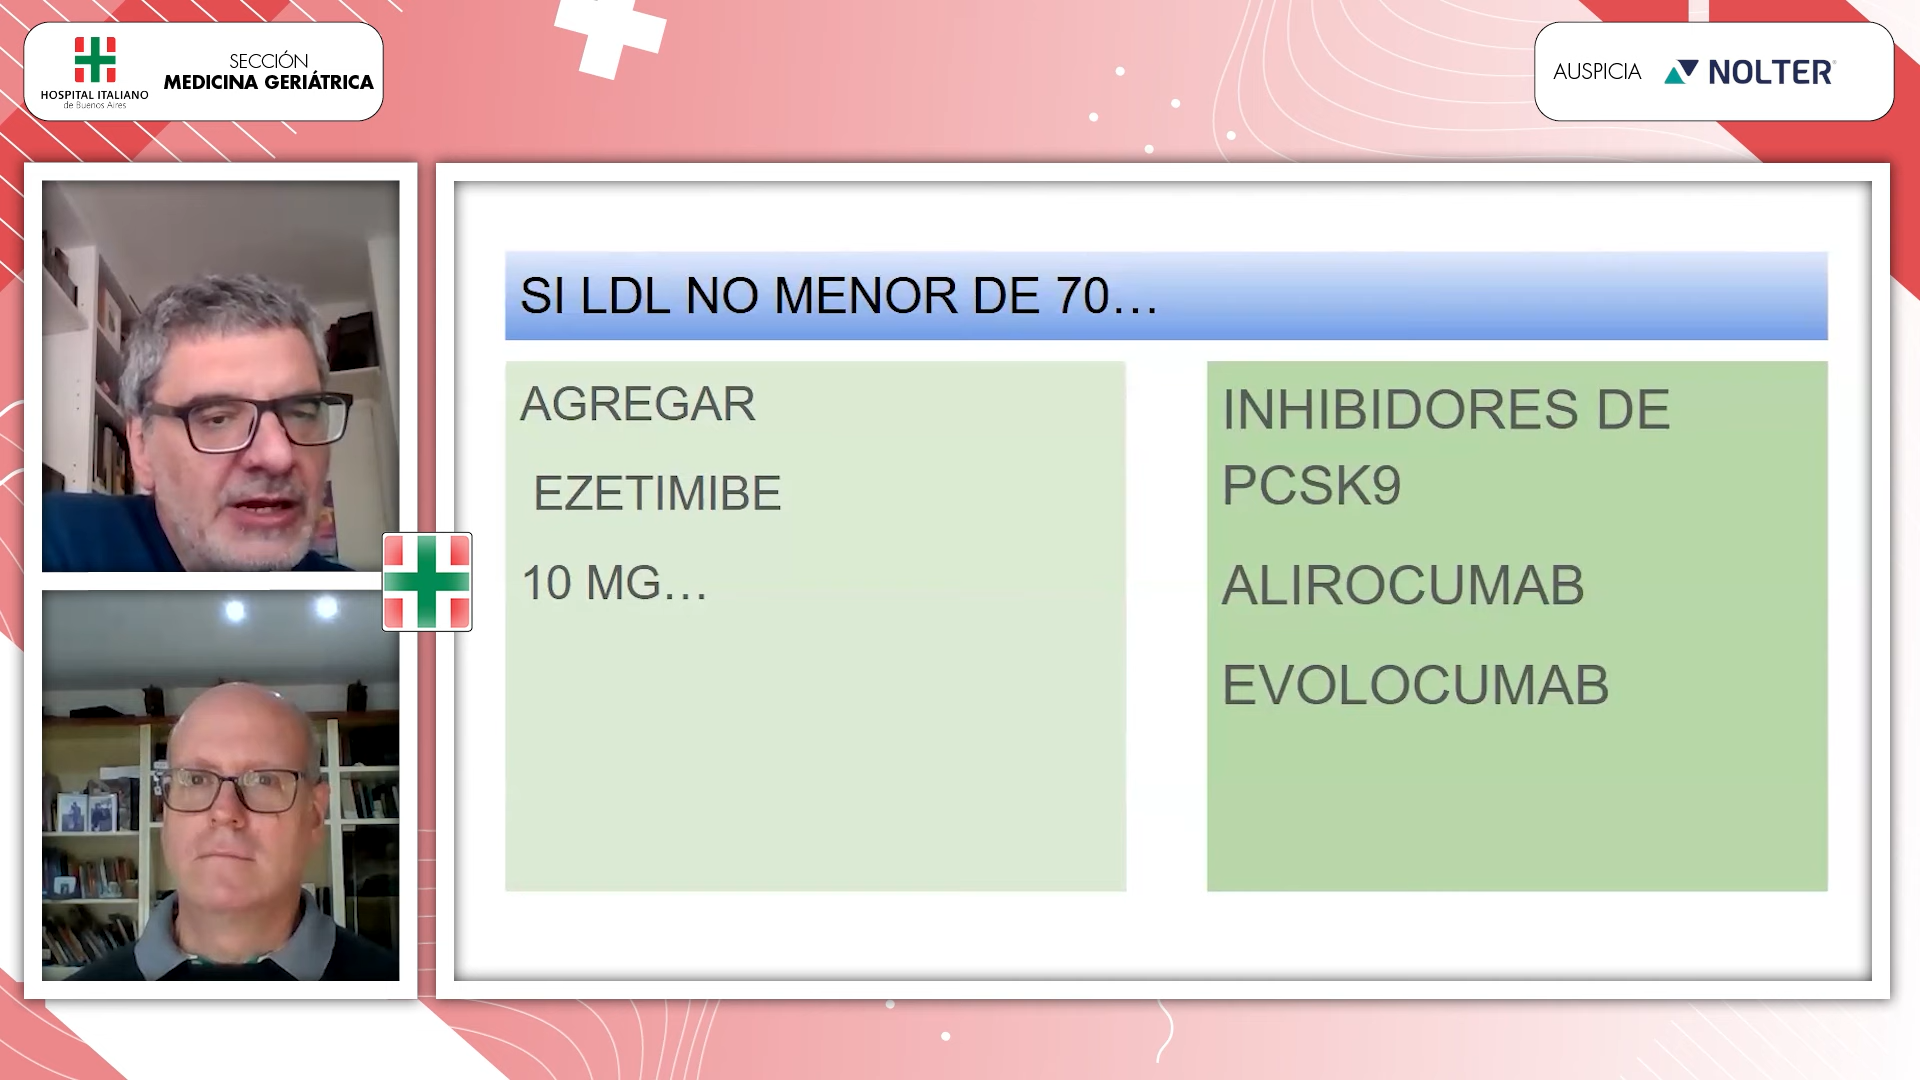 HOSPITAL ITALIANO
de Buenos Aires
SECCIÓN
MEDICINA GERIÁTRICA
AUSPICIA
NOLTER
SI LDL NO MENOR DE 70...
AGREGAR
EZETIMIBE
10 MG...
INHIBIDORES DE
PCSK9
ALIROCUMAB
EVOLOCUMAB